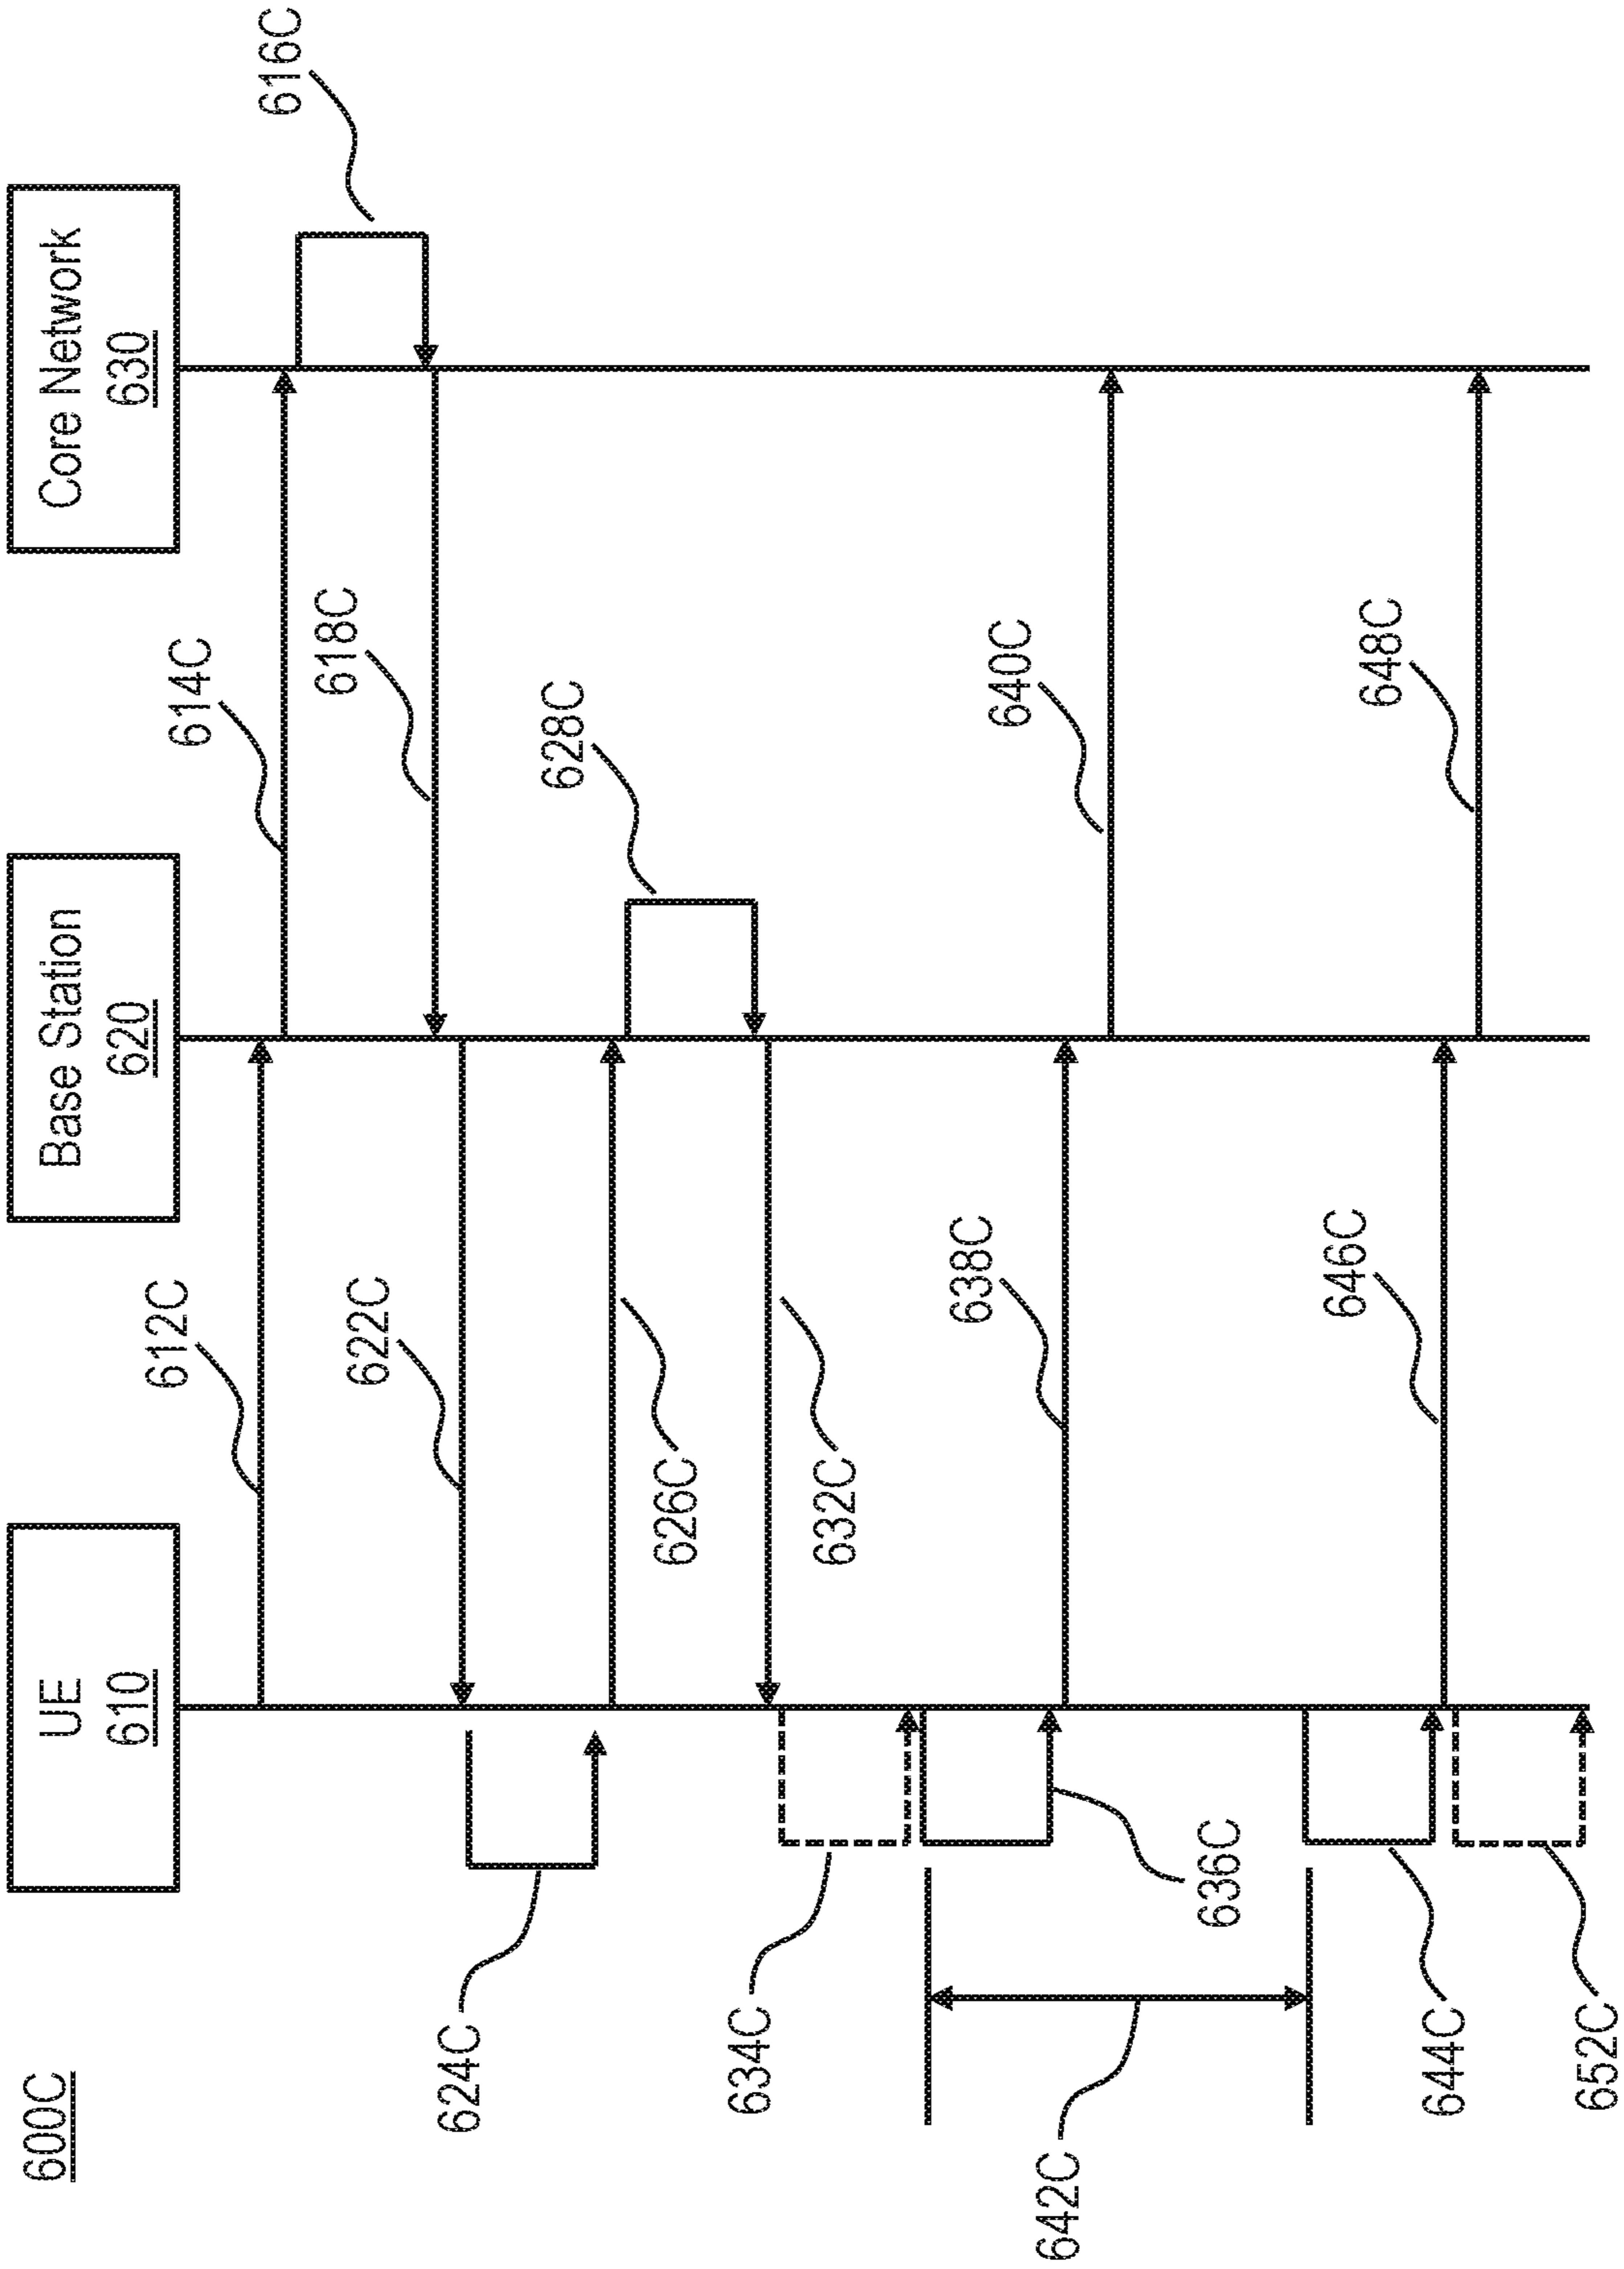 600C
UE
610
Base Station
620
Core Network
630
612C
614C
616C
618C
622C
624C
626C
628C
632C
634C
636C
638C
640C
642C
644C
646C
648C
652C